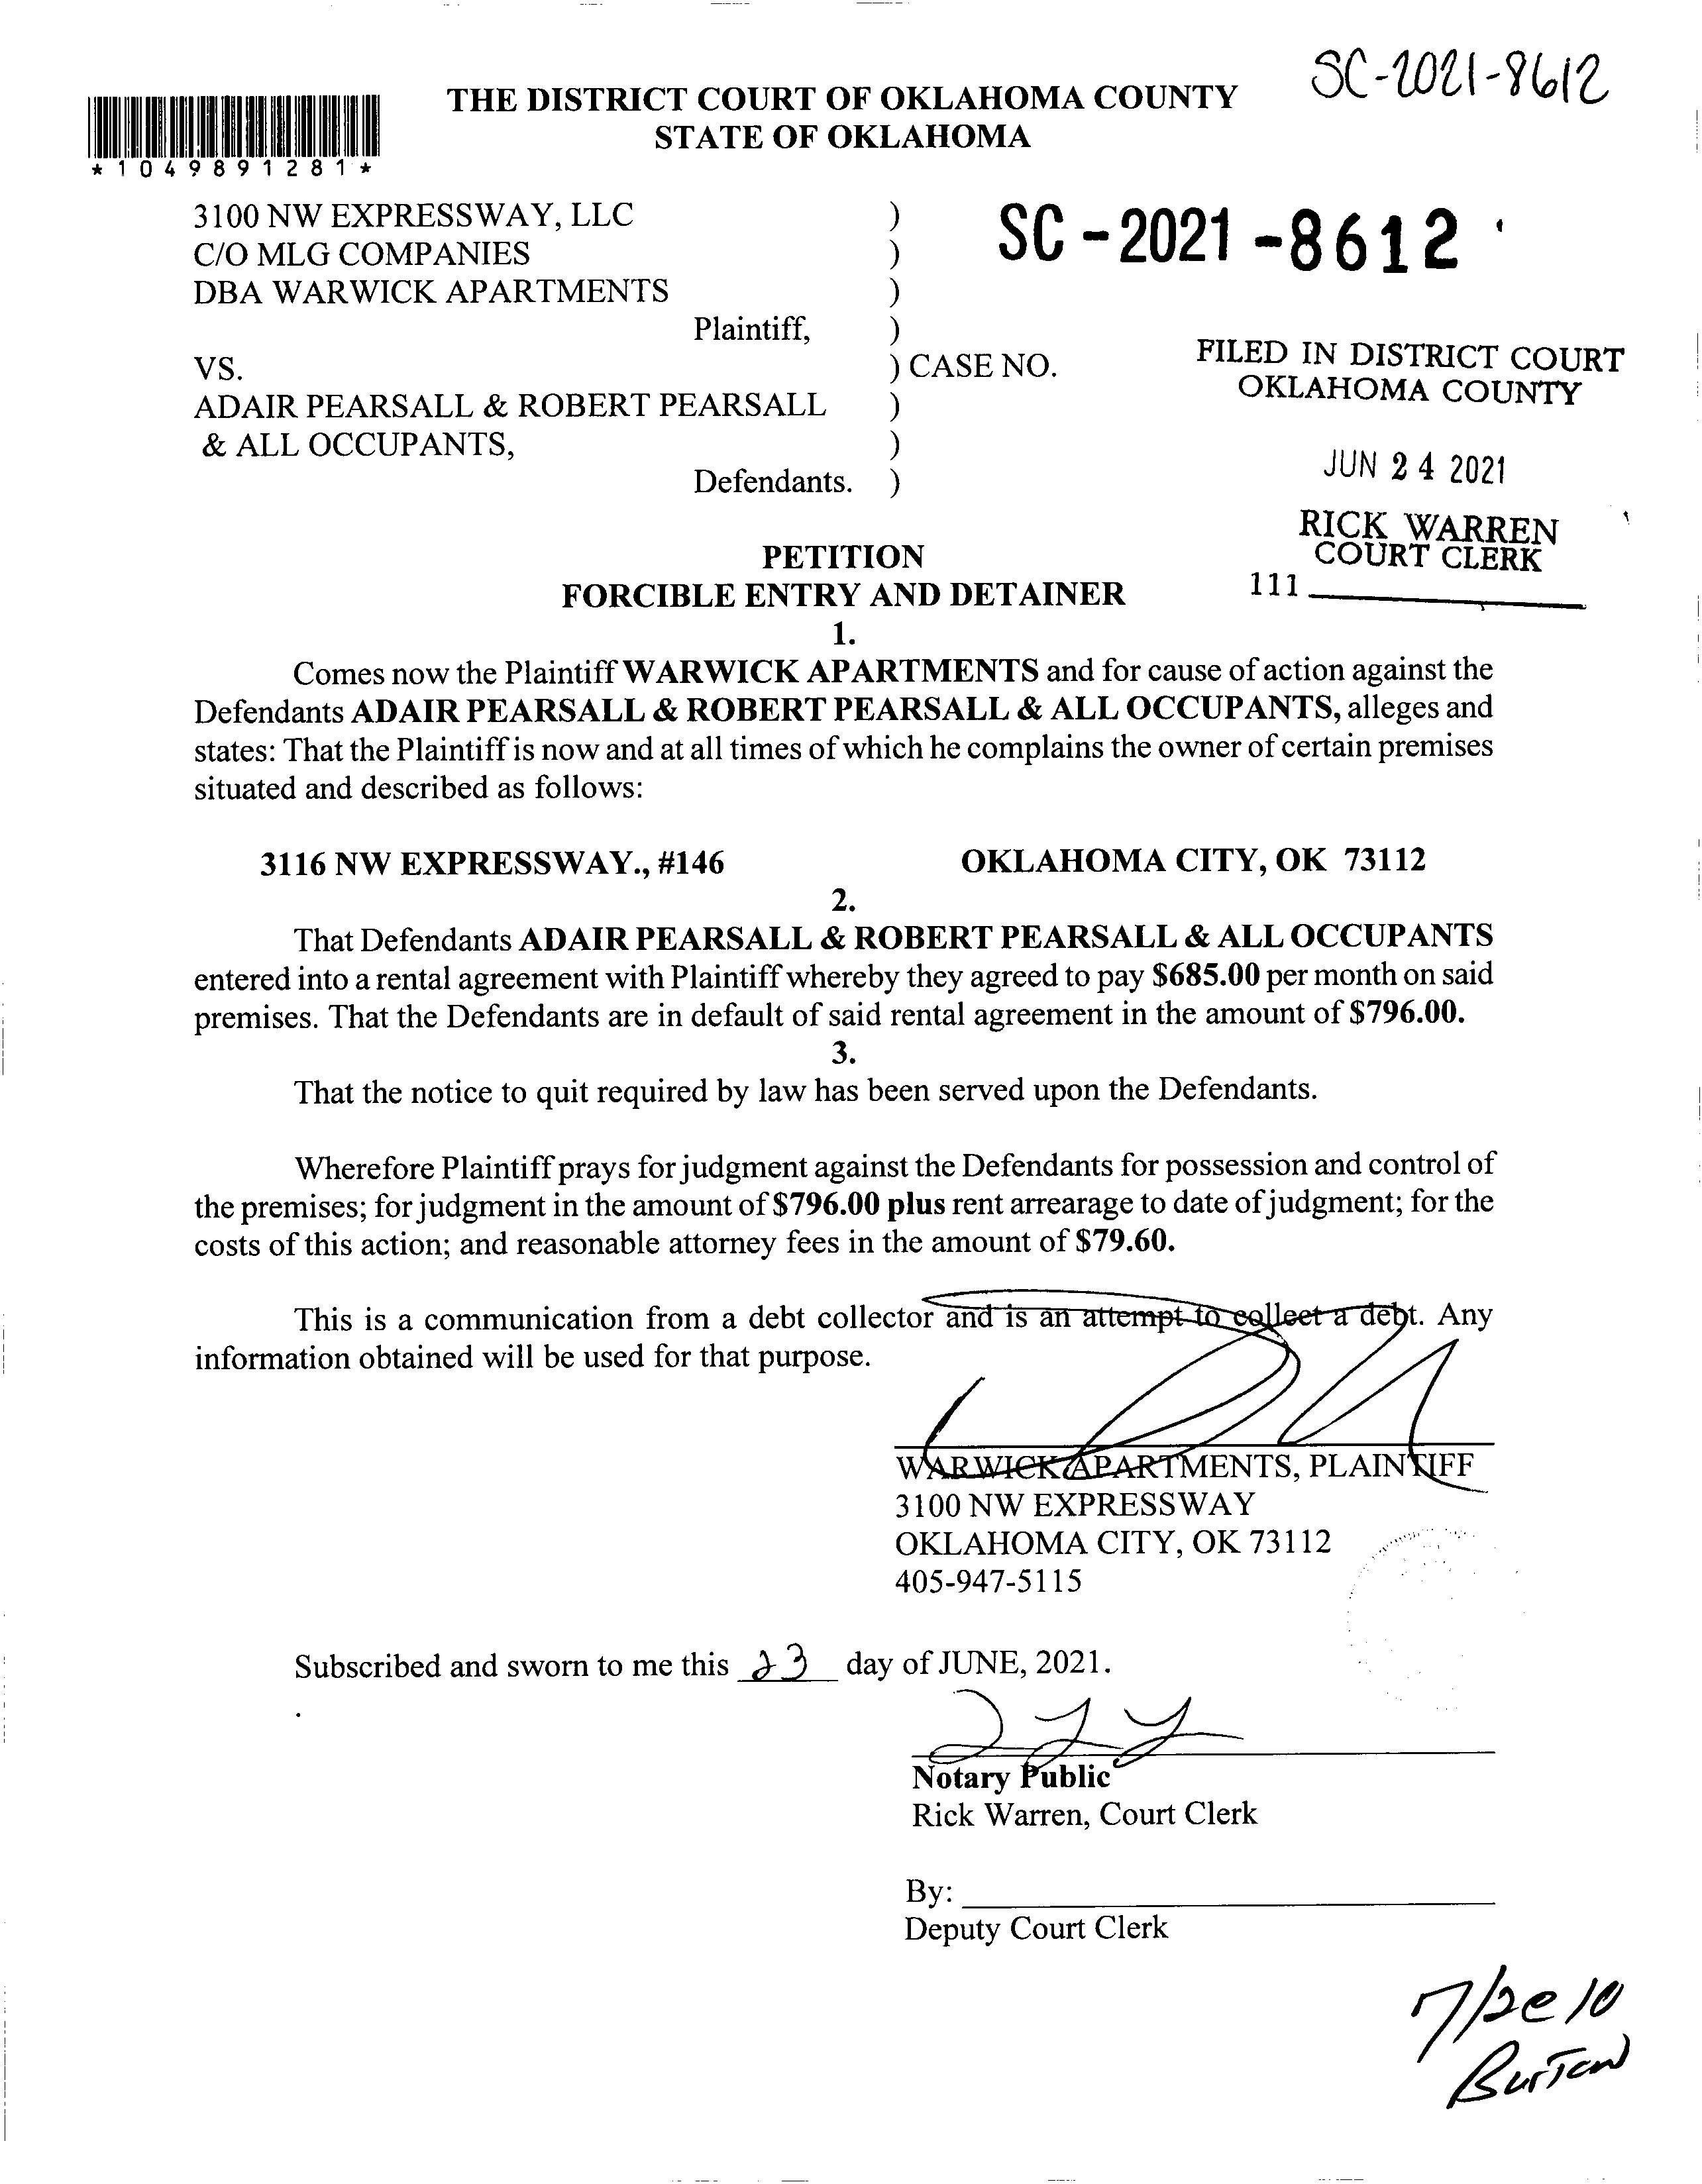 SC-2021-8612
THE DISTRICT COURT OF OKLAHOMA COUNTY
STATE OF OKLAHOMA
*1049891281*
3100 NW EXPRESSWAY, LLC )
C/O MLG COMPANIES )
DBA WARWICK APARTMENTS )
Plaintiff, )
SC-2021-8612
VS. ) CASE NO.
ADAIR PEARSALL & ROBERT PEARSALL )
& ALL OCCUPANTS, )
Defendants. )
FILED IN DISTRICT COURT
OKLAHOMA COUNTY
JUN 24 2021
RICK WARREN
COURT CLERK
111
PETITION
FORCIBLE ENTRY AND DETAINER
1.
Comes now the Plaintiff WARWICK APARTMENTS and for cause of action against the
Defendants ADAIR PEARSALL & ROBERT PEARSALL & ALL OCCUPANTS, alleges and
states: That the Plaintiff is now and at all times of which he complains the owner of certain premises
situated and described as follows:
3116 NW EXPRESSWAY., #146 OKLAHOMA CITY, OK 73112
2.
That Defendants ADAIR PEARSALL & ROBERT PEARSALL & ALL OCCUPANTS
entered into a rental agreement with Plaintiff whereby they agreed to pay $685.00 per month on said
premises. That the Defendants are in default of said rental agreement in the amount of $796.00.
3.
That the notice to quit required by law has been served upon the Defendants.
Wherefore Plaintiff prays for judgment against the Defendants for possession and control of
the premises; for judgment in the amount of $796.00 plus rent arrearage to date of judgment; for the
costs of this action; and reasonable attorney fees in the amount of $79.60.
This is a communication from a debt collector and is an attempt to collect a debt. Any
information obtained will be used for that purpose.
WARWICK APARTMENTS, PLAINTIFF
3100 NW EXPRESSWAY
OKLAHOMA CITY, OK 73112
405-947-5115
Subscribed and sworn to me this 23 day of JUNE, 2021.
Notary Public
Rick Warren, Court Clerk
By:
Deputy Court Clerk
Burton